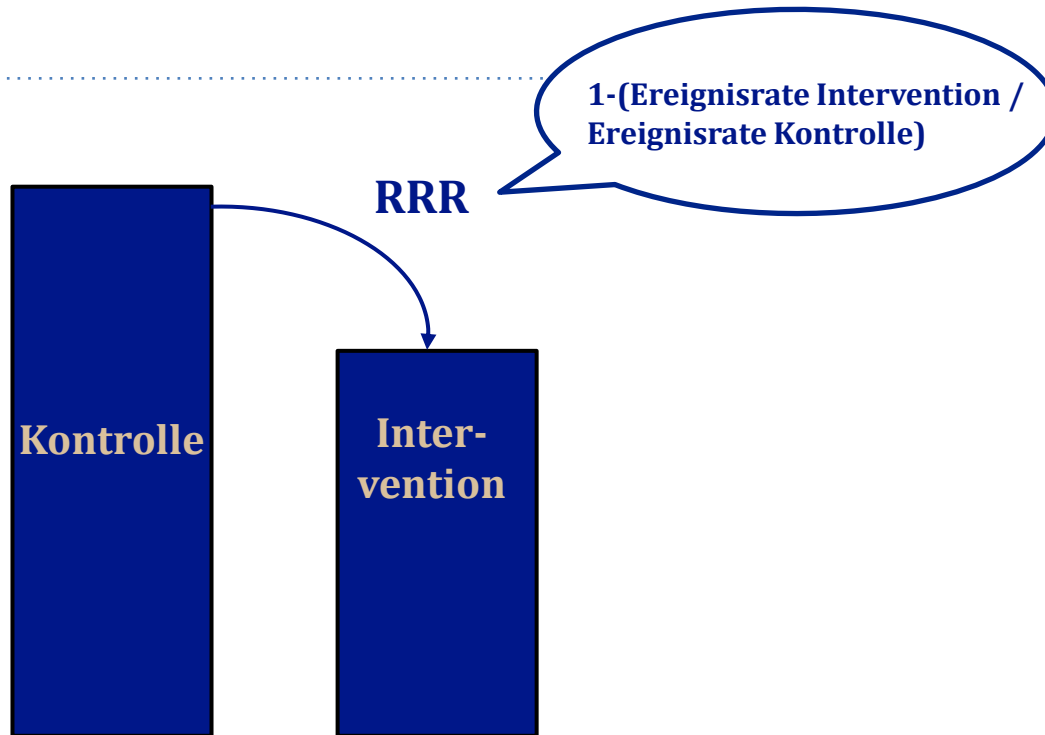 1-(Ereignisrate Intervention /
Ereignisrate Kontrolle)
RRR
Kontrolle
Inter-
vention